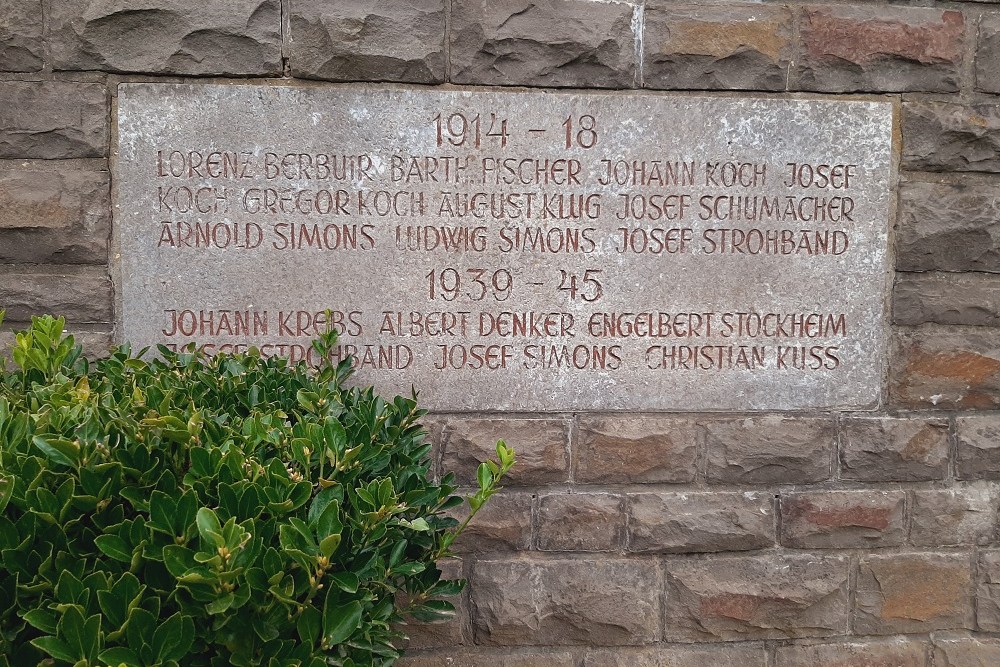 1914 - 18
LORENZ BERBUIR BARTH. FISCHER JOHANN KOCH JOSEF
KOCH GREGOR KOCH AUGUST KLUG JOSEF SCHUMACHER
ARNOLD SIMONS LUDWIG SIMONS JOSEF STROHBAND
1939 - 45
JOHANN KREBS ALBERT DENKER ENGELBERT STOCKHEIM
JOSEF STROHBAND JOSEF SIMONS CHRISTIAN KUSS